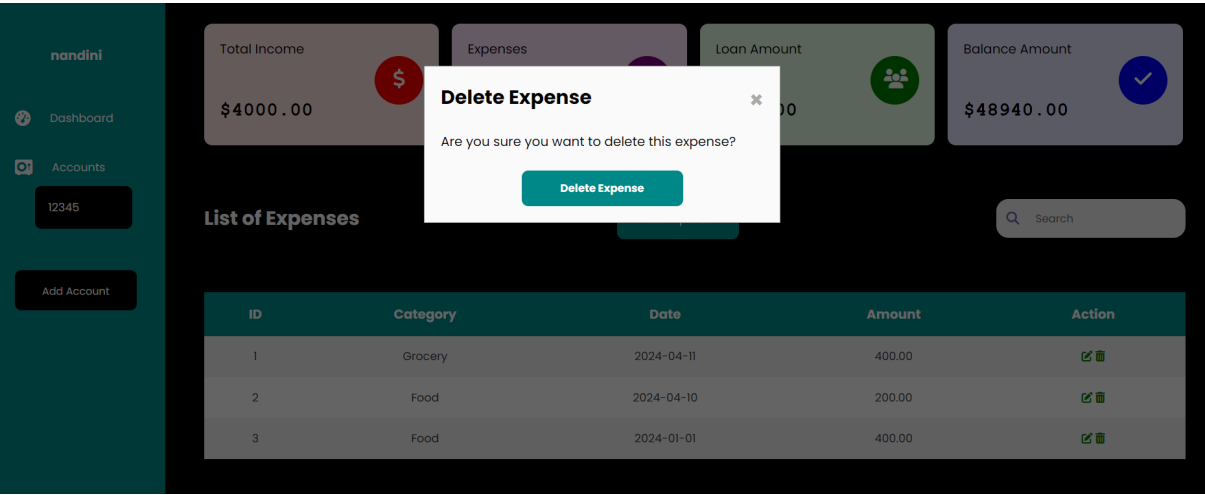 nandini
Dashboard
Accounts
12345
Add Account
Total Income
$4000.00
Expenses
Loan Amount
00
Balance Amount
$48940.00
Delete Expense
×
Are you sure you want to delete this expense?
Delete Expense
List of Expenses
Search
ID Category Date Amount Action
1 Grocery 2024-04-11 400.00
2 Food 2024-04-10 200.00
3 Food 2024-01-01 400.00